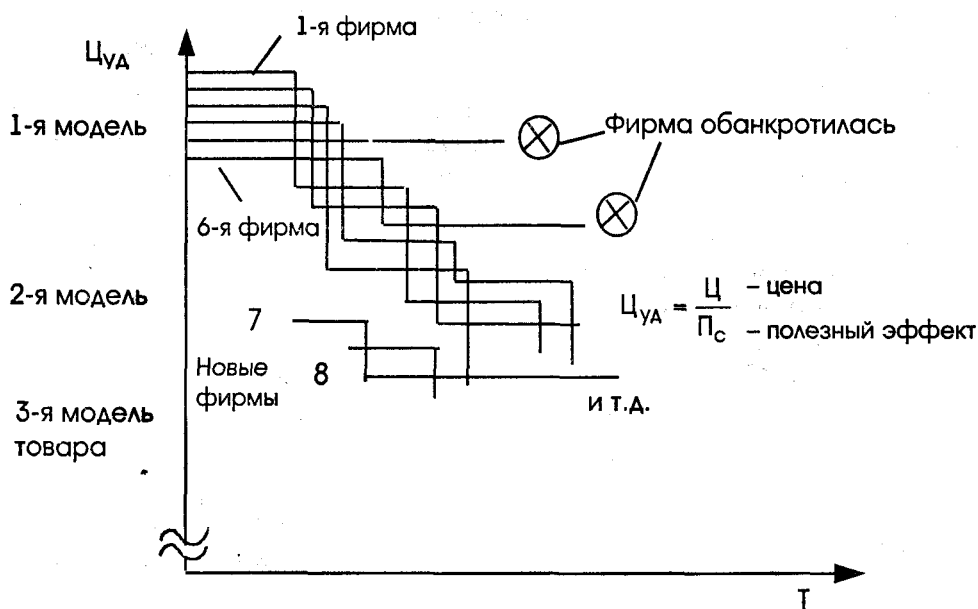 1-я фирма
Цуд
1-я модель
Фирма обанкротилась
6-я фирма
2-я модель
Цуд = Ц / Пс
– цена
– полезный эффект
7
Новые
фирмы
8
и т.д.
3-я модель
товара
Т